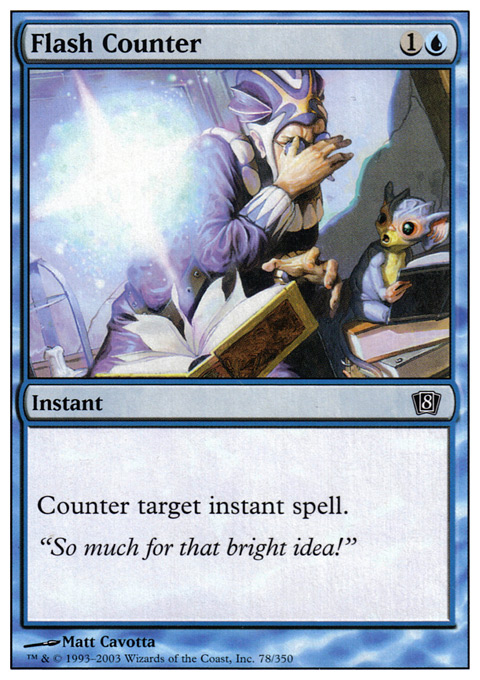 Flash Counter 1
Instant 8
Counter target instant spell.
“So much for that bright idea!”
Matt Cavotta
™ & © 1993–2003 Wizards of the Coast, Inc. 78/350